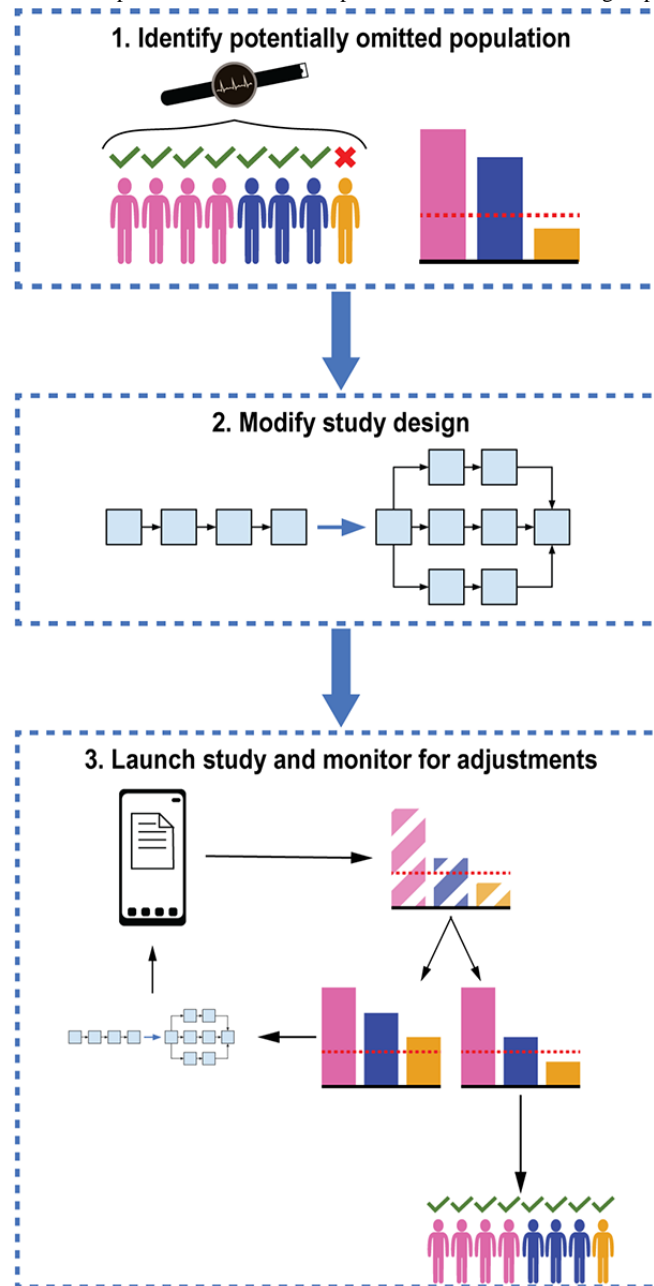 1. Identify potentially omitted population
2. Modify study design
3. Launch study and monitor for adjustments